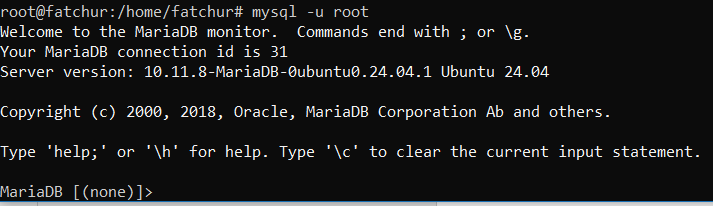 root@fatchur:/home/fatchur# mysql -u root
Welcome to the MariaDB monitor.  Commands end with ; or \g.
Your MariaDB connection id is 31
Server version: 10.11.8-MariaDB-0ubuntu0.24.04.1 Ubuntu 24.04
Copyright (c) 2000, 2018, Oracle, MariaDB Corporation Ab and others.
Type 'help;' or '\h' for help. Type '\c' to clear the current input statement.
MariaDB [(none)]>